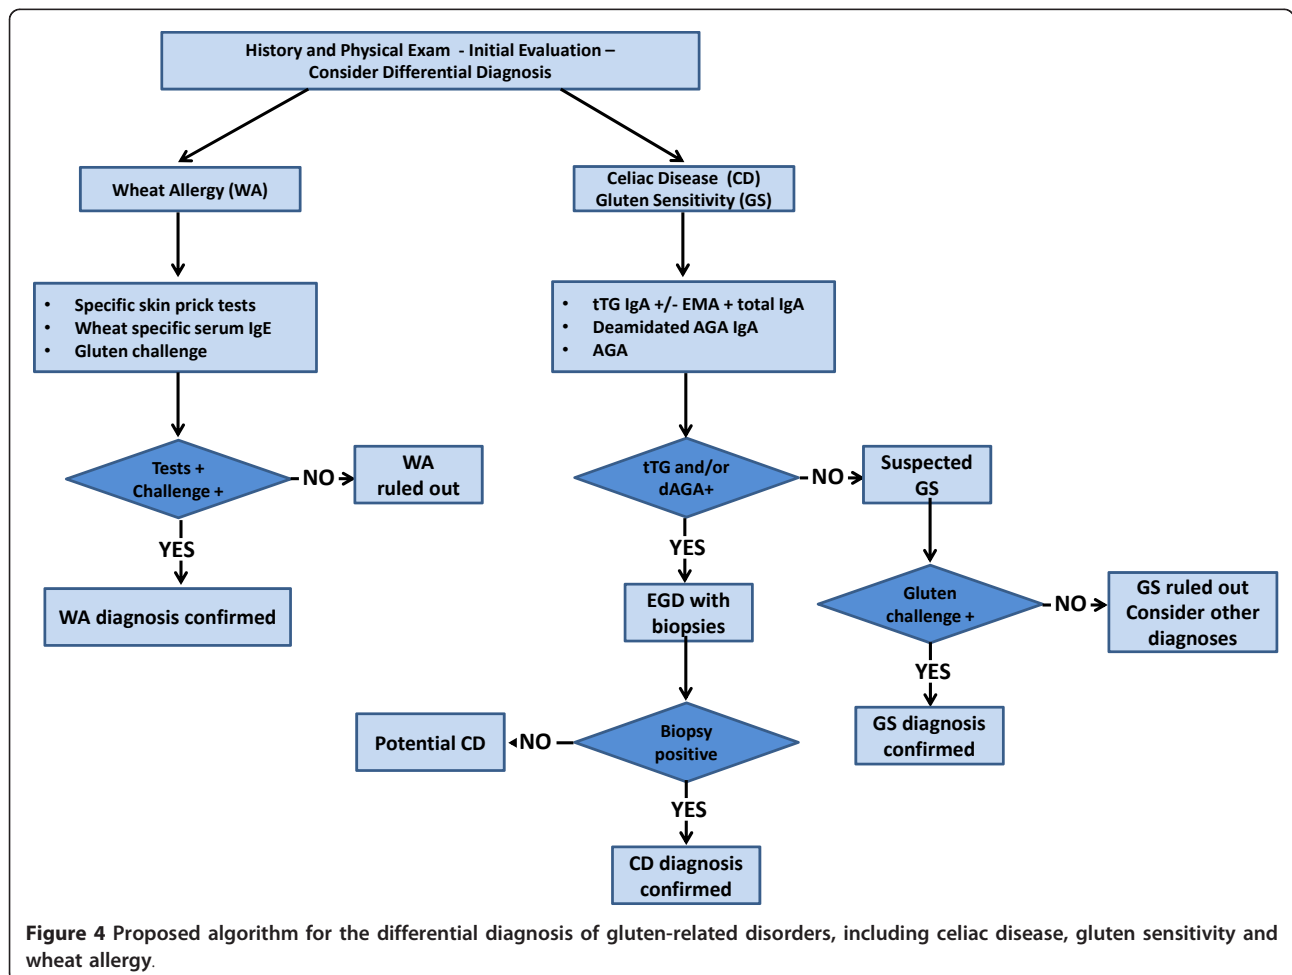 History and Physical Exam - Initial Evaluation –
Consider Differential Diagnosis
Wheat Allergy (WA)
Celiac Disease (CD)
Gluten Sensitivity (GS)
• Specific skin prick tests
• Wheat specific serum IgE
• Gluten challenge
• tTG IgA +/- EMA + total IgA
• Deamidated AGA IgA
• AGA
Tests +
Challenge +
NO
WA
ruled out
tTG and/or
dAGA+
NO
Suspected
GS
YES
YES
WA diagnosis confirmed
EGD with
biopsies
Gluten
challenge +
NO
GS ruled out
Consider other
diagnoses
YES
GS diagnosis
confirmed
Potential CD
NO
Biopsy
positive
YES
CD diagnosis
confirmed
Figure 4 Proposed algorithm for the differential diagnosis of gluten-related disorders, including celiac disease, gluten sensitivity and
wheat allergy.